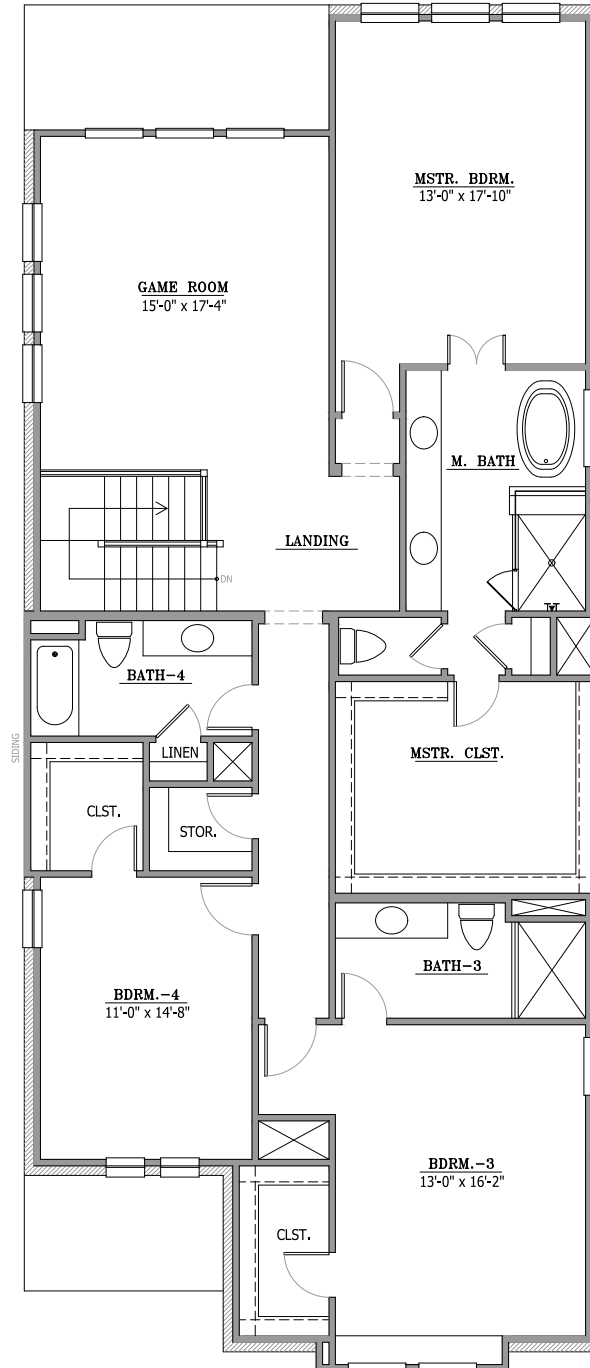 MSTR. BDRM.
13'-0" x 17'-10"
GAME ROOM
15'-0" x 17'-4"
M. BATH
LANDING
DN
BATH-4
SIDING
LINEN
MSTR. CLST.
CLST.
STOR.
BATH-3
BDRM.-4
11'-0" x 14'-8"
BDRM.-3
13'-0" x 16'-2"
CLST.